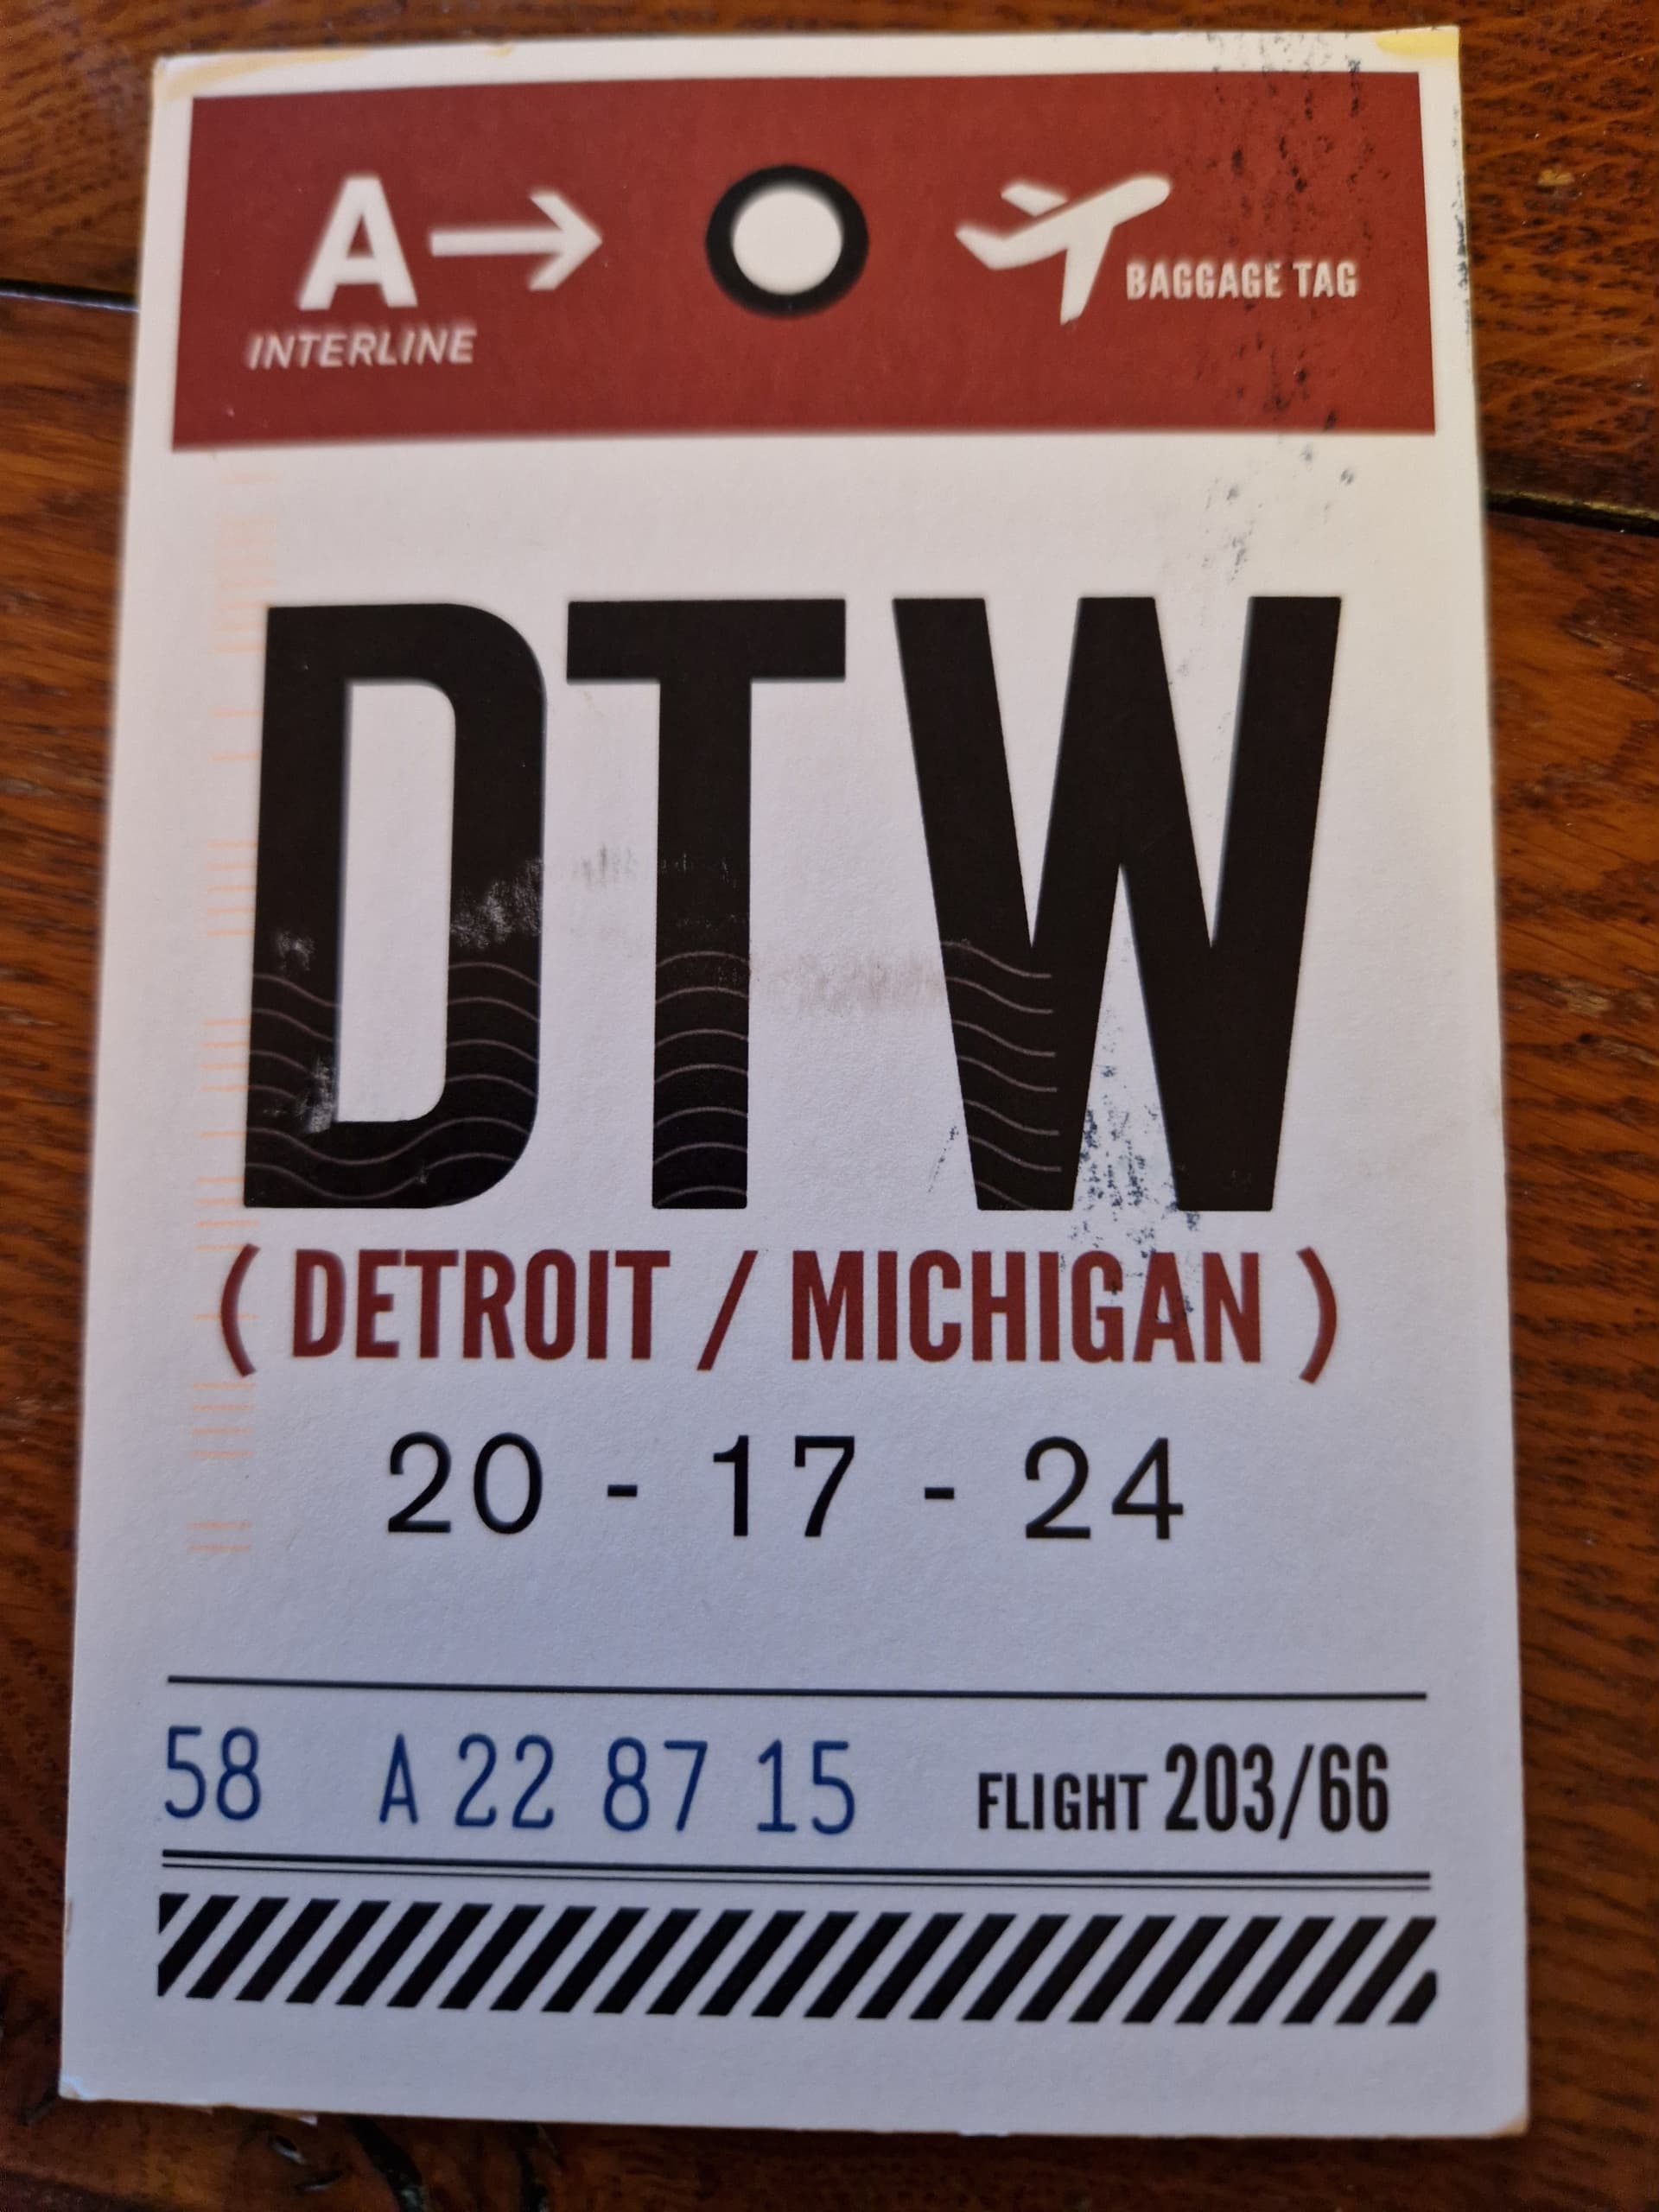 A→
INTERLINE
BAGGAGE TAG
DTW
( DETROIT / MICHIGAN )
20 - 17 - 24
58 A 22 87 15 FLIGHT 203/66